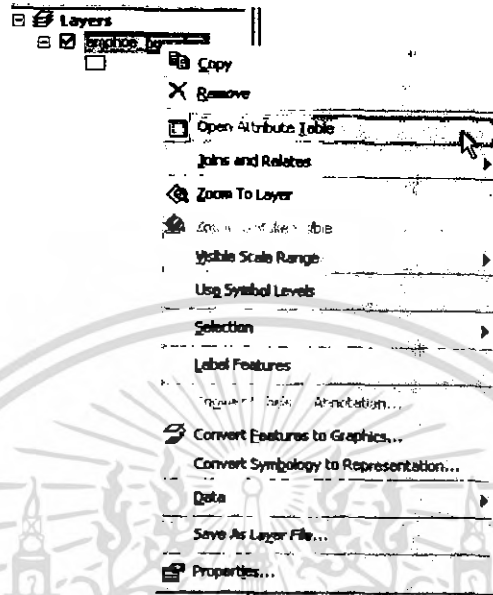 Layers
Copy
Remove
Open Attribute Table
Joins and Relates
Zoom To Layer
Visible Scale Range
Use Symbol Levels
Selection
Label Features
Annotation...
Convert Features to Graphics...
Convert Symbology to Representation...
Data
Save As Layer File...
Properties...